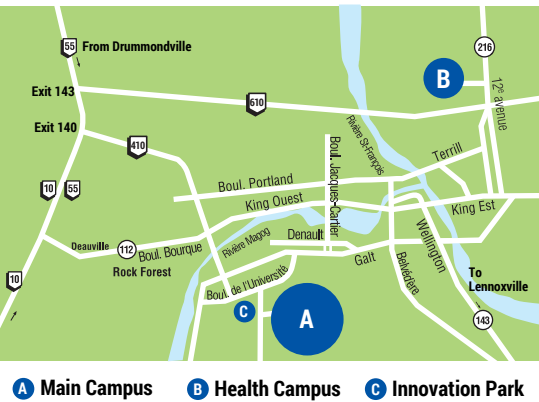 55
From Drummondville
216
B
12e avenue
Exit 143
610
Exit 140
410
Rivière St-François
Boul. Jacques-Cartier
Terrill
10
55
Boul. Portland
King Ouest
King Est
Deauville
112
Boul. Bourque
Rivière Magog
Denault
Wellington
Rock Forest
Galt
Belvédère
To
Lennoxville
10
Boul. de l'Université
C
A
143
A Main Campus
B Health Campus
C Innovation Park